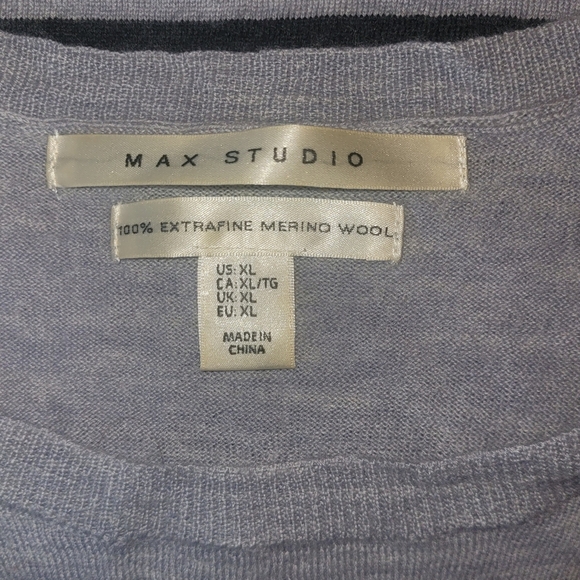 MAX STUDIO
100% EXTRAFINE MERINO WOOL
US: XL
CA: XL/TG
UK: XL
EU: XL
MADE IN
CHINA